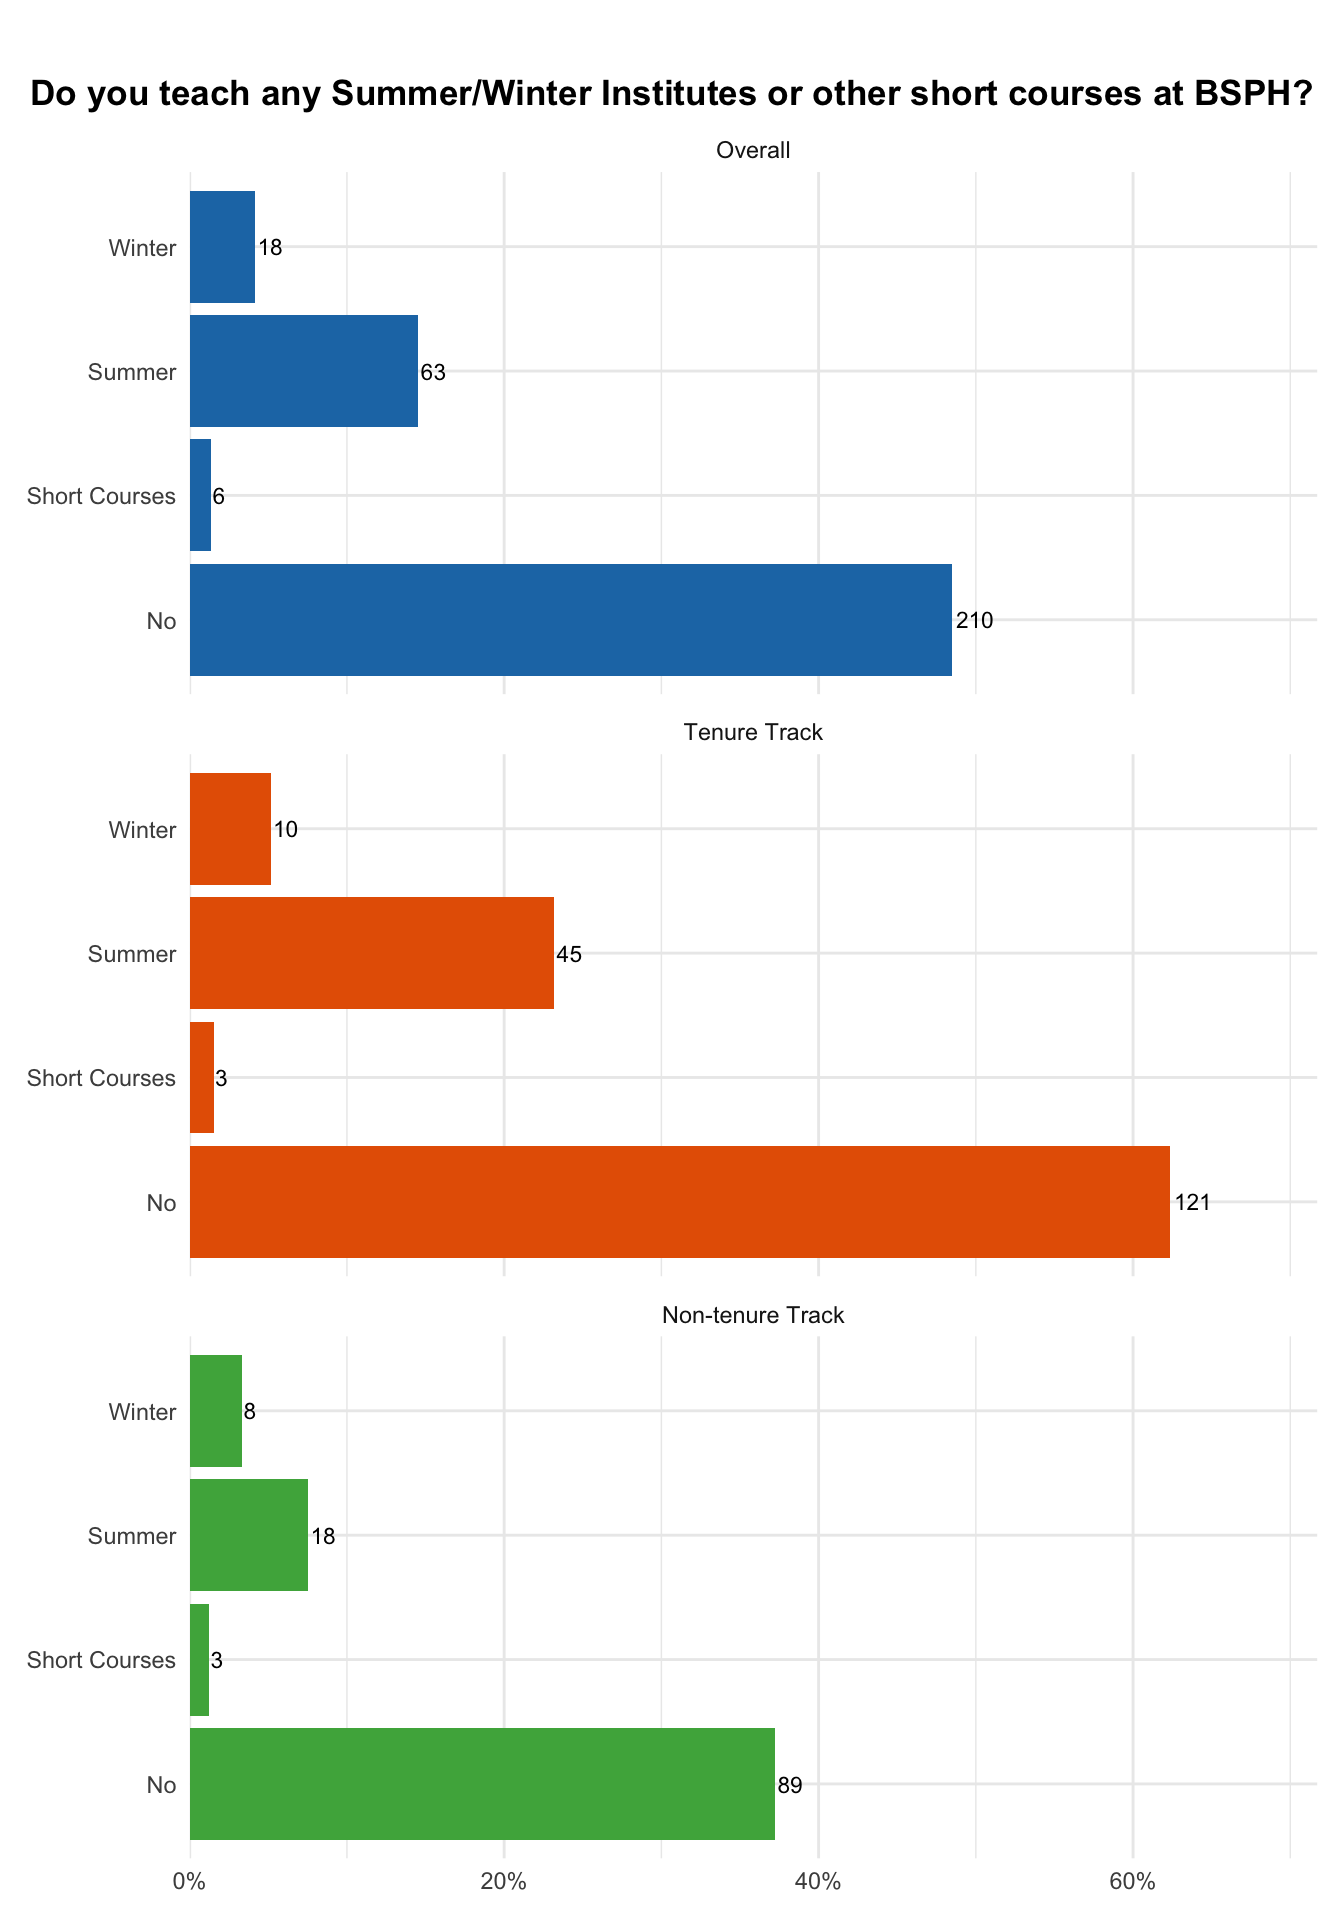 Do you teach any Summer/Winter Institutes or other short courses at BSPH?
Overall
Winter 18
Summer 63
Short Courses 6
No 210
Tenure Track
Winter 10
Summer 45
Short Courses 3
No 121
Non-tenure Track
Winter 8
Summer 18
Short Courses 3
No 89
0% 20% 40% 60%